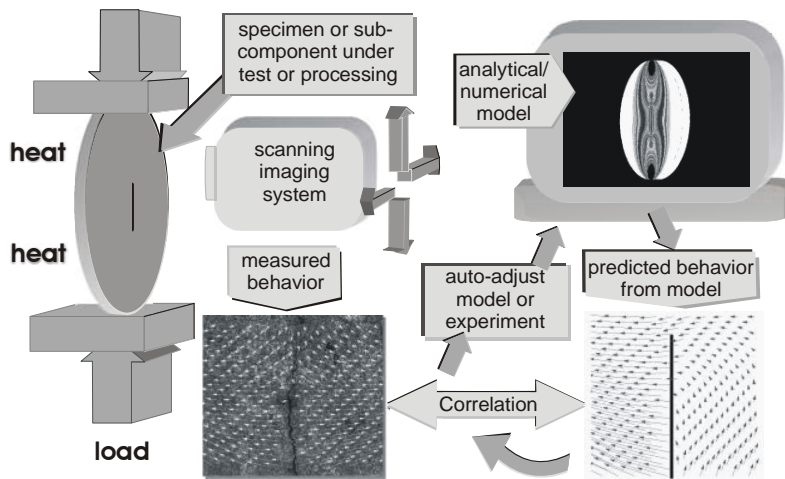 specimen or sub-
component under
test or processing
analytical/
numerical
model
heat
scanning
imaging
system
heat
measured
behavior
auto-adjust
model or
experiment
predicted behavior
from model
Correlation
load